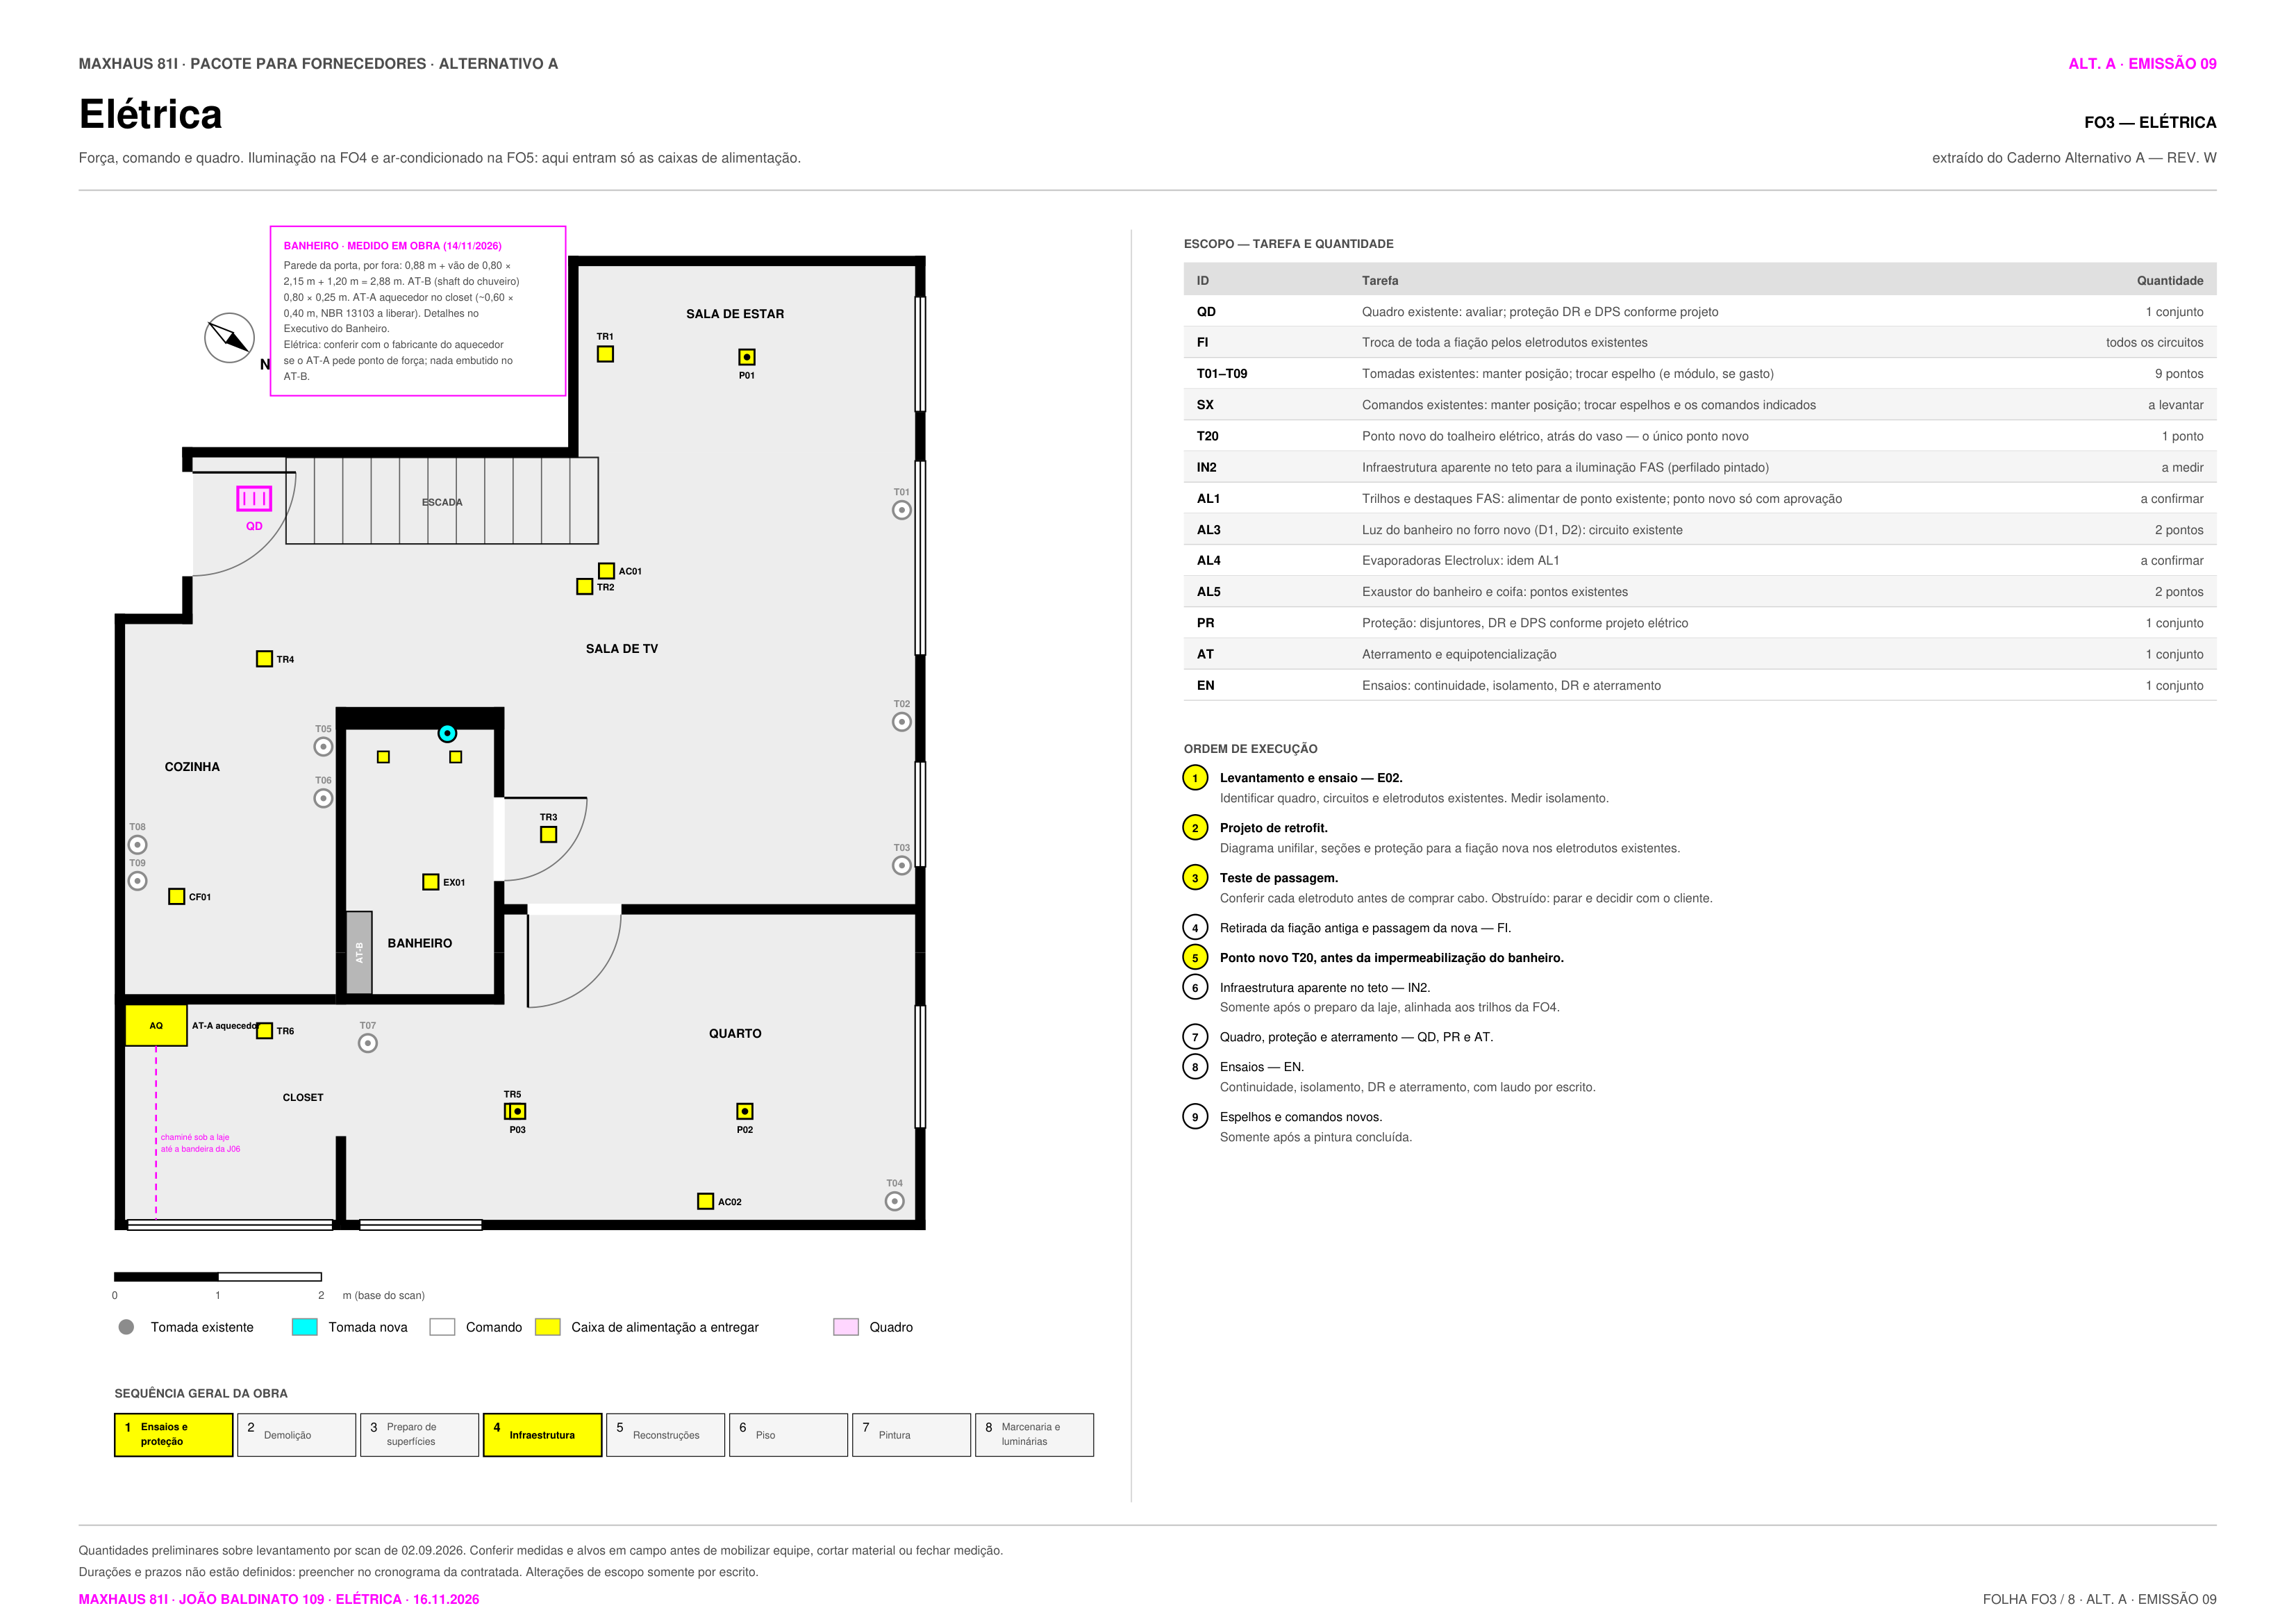 MAXHAUS 81I · PACOTE PARA FORNECEDORES · ALTERNATIVO A
ALT. A · EMISSÃO 09
Elétrica
FO3 — ELÉTRICA
Força, comando e quadro. Iluminação na FO4 e ar-condicionado na FO5: aqui entram só as caixas de alimentação.
extraído do Caderno Alternativo A — REV. W
BANHEIRO · MEDIDO EM OBRA (14/11/2026)
Parede da porta, por fora: 0,88 m + vão de 0,80 ×
2,15 m + 1,20 m = 2,88 m. AT-B (shaft do chuveiro)
0,80 × 0,25 m. AT-A aquecedor no closet (~0,60 ×
0,40 m, NBR 13103 a liberar). Detalhes no
Executivo do Banheiro.
Elétrica: conferir com o fabricante do aquecedor
se o AT-A pede ponto de força; nada embutido no
AT-B.
N
SALA DE ESTAR
TR1
P01
T01
ESCADA
QD
AC01
TR2
SALA DE TV
TR4
T02
T05
COZINHA
T06
TR3
T08
T03
T09
EX01
CF01
AT-B
BANHEIRO
AQ
AT-A aquecedor
TR6
T07
QUARTO
CLOSET
TR5
P03
P02
chaminé sob a laje
até a bandeira da J06
T04
AC02
0 1 2 m (base do scan)
Tomada existente
Tomada nova
Comando
Caixa de alimentação a entregar
Quadro
SEQUÊNCIA GERAL DA OBRA
1 Ensaios e
proteção
2 Demolição
3 Preparo de
superfícies
4 Infraestrutura
5 Reconstruções
6 Piso
7 Pintura
8 Marcenaria e
luminárias
ESCOPO — TAREFA E QUANTIDADE
ID Tarefa Quantidade
QD Quadro existente: avaliar; proteção DR e DPS conforme projeto 1 conjunto
FI Troca de toda a fiação pelos eletrodutos existentes todos os circuitos
T01–T09 Tomadas existentes: manter posição; trocar espelho (e módulo, se gasto) 9 pontos
SX Comandos existentes: manter posição; trocar espelhos e os comandos indicados a levantar
T20 Ponto novo do toalheiro elétrico, atrás do vaso — o único ponto novo 1 ponto
IN2 Infraestrutura aparente no teto para a iluminação FAS (perfilado pintado) a medir
AL1 Trilhos e destaques FAS: alimentar de ponto existente; ponto novo só com aprovação a confirmar
AL3 Luz do banheiro no forro novo (D1, D2): circuito existente 2 pontos
AL4 Evaporadoras Electrolux: idem AL1 a confirmar
AL5 Exaustor do banheiro e coifa: pontos existentes 2 pontos
PR Proteção: disjuntores, DR e DPS conforme projeto elétrico 1 conjunto
AT Aterramento e equipotencialização 1 conjunto
EN Ensaios: continuidade, isolamento, DR e aterramento 1 conjunto
ORDEM DE EXECUÇÃO
1 Levantamento e ensaio — E02.
Identificar quadro, circuitos e eletrodutos existentes. Medir isolamento.
2 Projeto de retrofit.
Diagrama unifilar, seções e proteção para a fiação nova nos eletrodutos existentes.
3 Teste de passagem.
Conferir cada eletroduto antes de comprar cabo. Obstruído: parar e decidir com o cliente.
4 Retirada da fiação antiga e passagem da nova — FI.
5 Ponto novo T20, antes da impermeabilização do banheiro.
6 Infraestrutura aparente no teto — IN2.
Somente após o preparo da laje, alinhada aos trilhos da FO4.
7 Quadro, proteção e aterramento — QD, PR e AT.
8 Ensaios — EN.
Continuidade, isolamento, DR e aterramento, com laudo por escrito.
9 Espelhos e comandos novos.
Somente após a pintura concluída.
Quantidades preliminares sobre levantamento por scan de 02.09.2026. Conferir medidas e alvos em campo antes de mobilizar equipe, cortar material ou fechar medição.
Durações e prazos não estão definidos: preencher no cronograma da contratada. Alterações de escopo somente por escrito.
MAXHAUS 81I · JOÃO BALDINATO 109 · ELÉTRICA · 16.11.2026
FOLHA FO3 / 8 · ALT. A · EMISSÃO 09